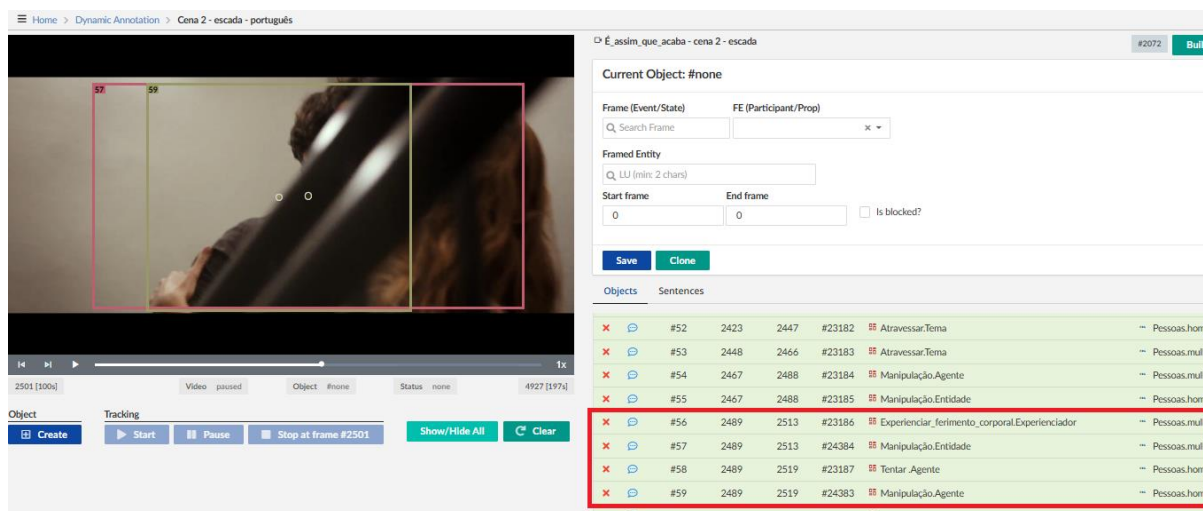 Home > Dynamic Annotation > Cena 2 - escada - português
É_assim_que_acaba - cena 2 - escada
#2072
57
59
Current Object: #none
Frame (Event/State) FE (Participant/Prop)
Search Frame
Framed Entity
LU (min: 2 chars)
Start frame End frame
0 0 Is blocked?
Save Clone
Objects Sentences
#52 2423 2447 #23182 Atravessar.Tema
#53 2448 2466 #23183 Atravessar.Tema
#54 2467 2488 #23184 Manipulação.Agente
#55 2467 2488 #23185 Manipulação.Entidade
#56 2489 2513 #23186 Experienciar_ferimento_corporal.Experienciador
#57 2489 2513 #24384 Manipulação.Entidade
#58 2489 2519 #23187 Tentar .Agente
#59 2489 2519 #24383 Manipulação.Agente
1x
2501 [100s] Video paused Object #none Status none 4927 [197s]
Object Tracking
Create Start Pause Stop at frame #2501 Show/Hide All Clear